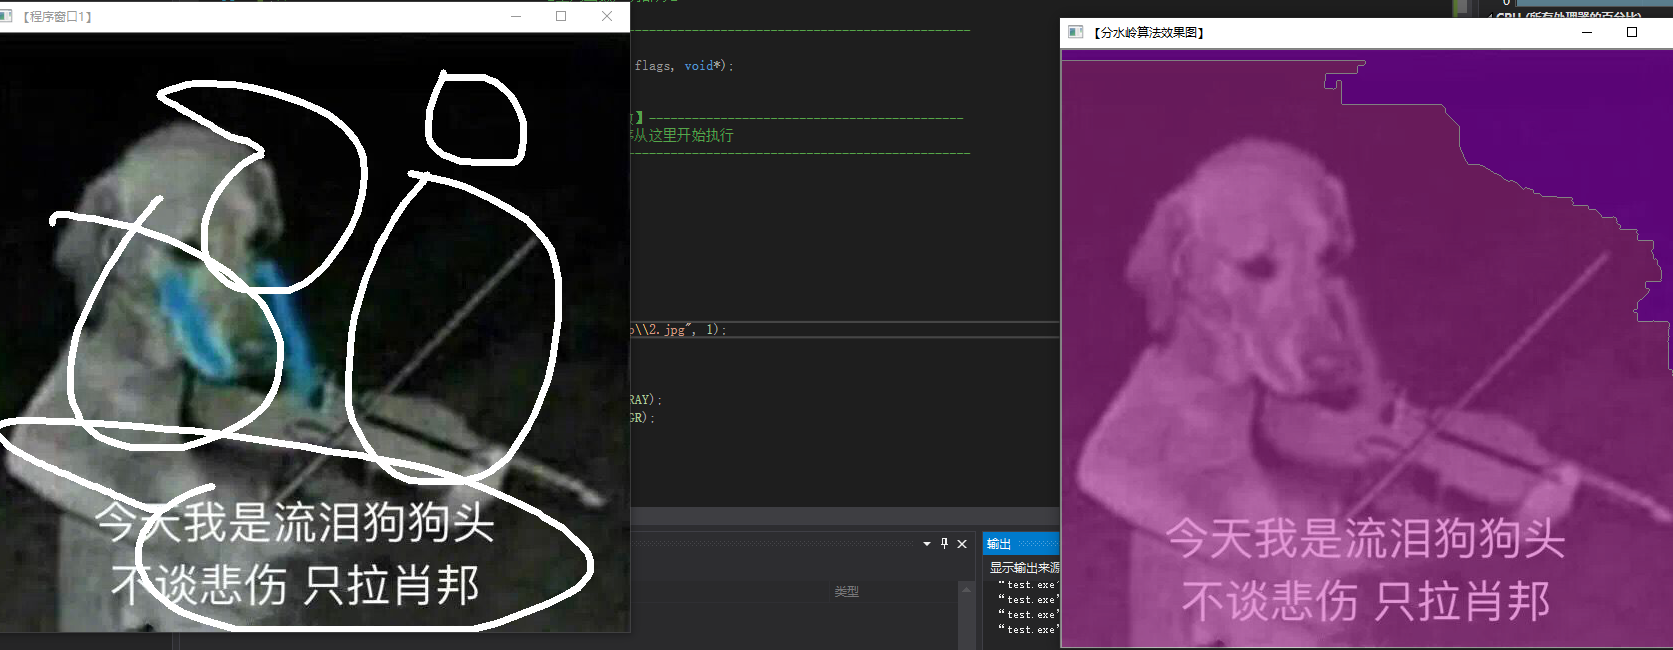 【程序窗口1】
今天我是流泪狗狗头
不谈悲伤 只拉肖邦
flags, void*);
】
从这里开始执行
\\2.jpg", 1);
RAY);
GR);
类型
输出
显示输出来源
"test.exe"
"test.exe"
"test.exe"
"test.exe"
0
CPU (所有处理器的百分比)
【分水岭算法效果图】
今天我是流泪狗狗头
不谈悲伤 只拉肖邦